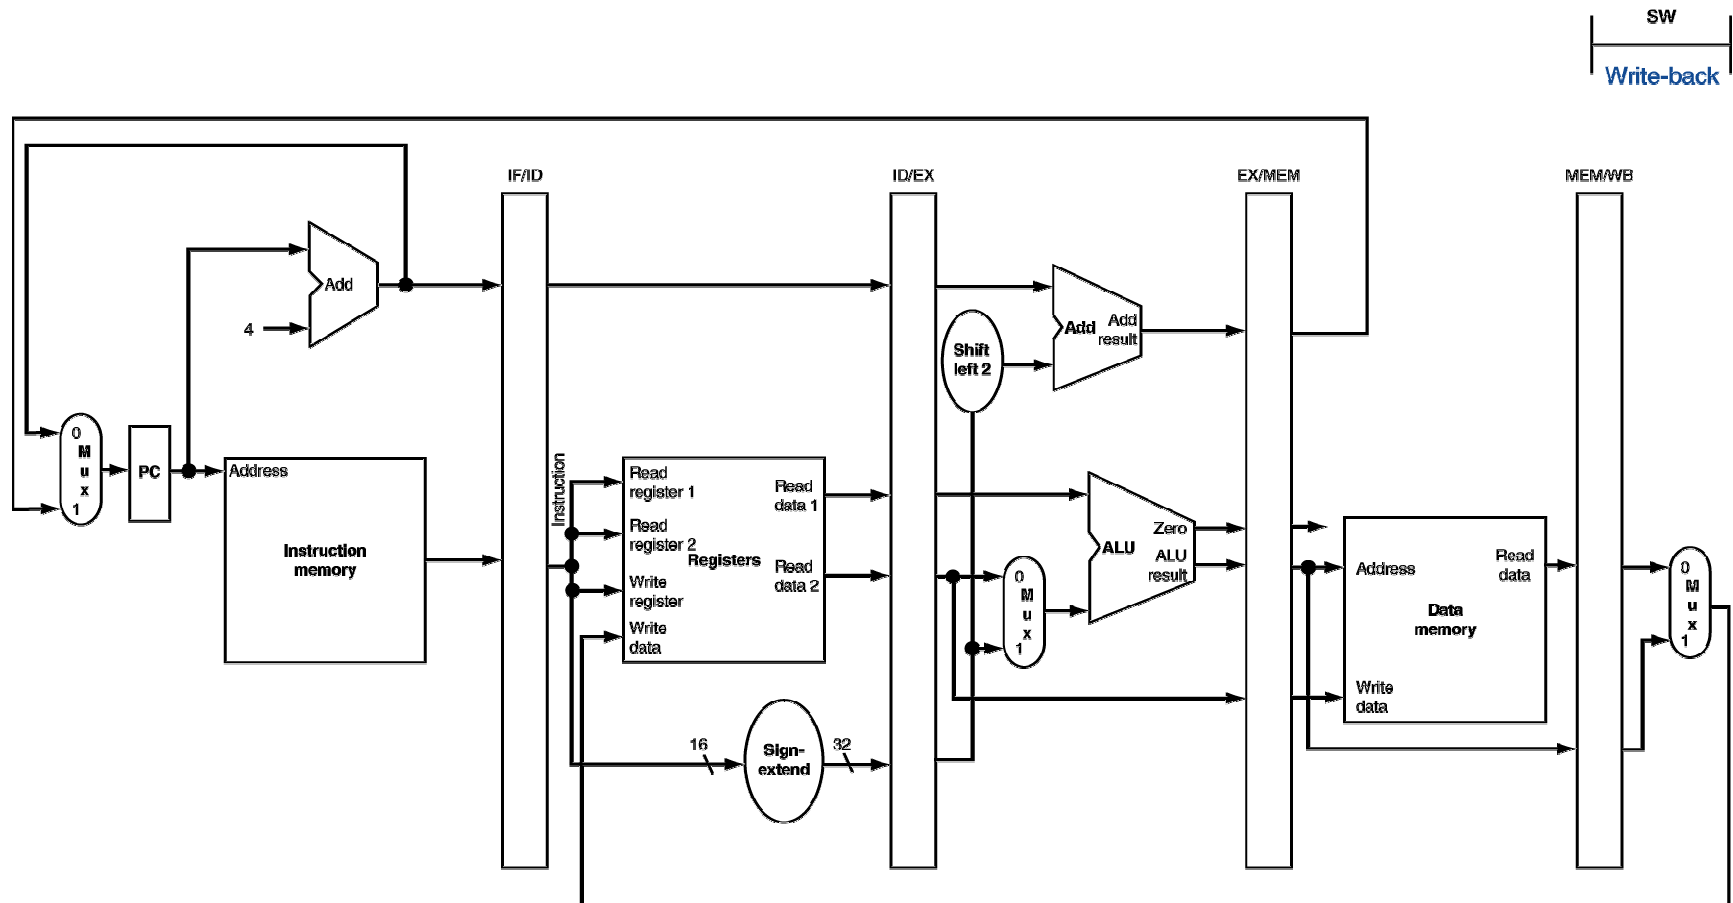 SW
Write-back
IF/ID
ID/EX
EX/MEM
MEM/WB
Add
4
Shift
left 2
Add
Add
result
0
M
u
x
1
PC
Address
Instruction
memory
Instruction
Read
register 1
Read
register 2
Write
register
Write
data
Registers
Read
data 1
Read
data 2
16
Sign-
extend
32
0
M
u
x
1
Zero
ALU
ALU
result
Address
Read
data
Data
memory
Write
data
0
M
u
x
1